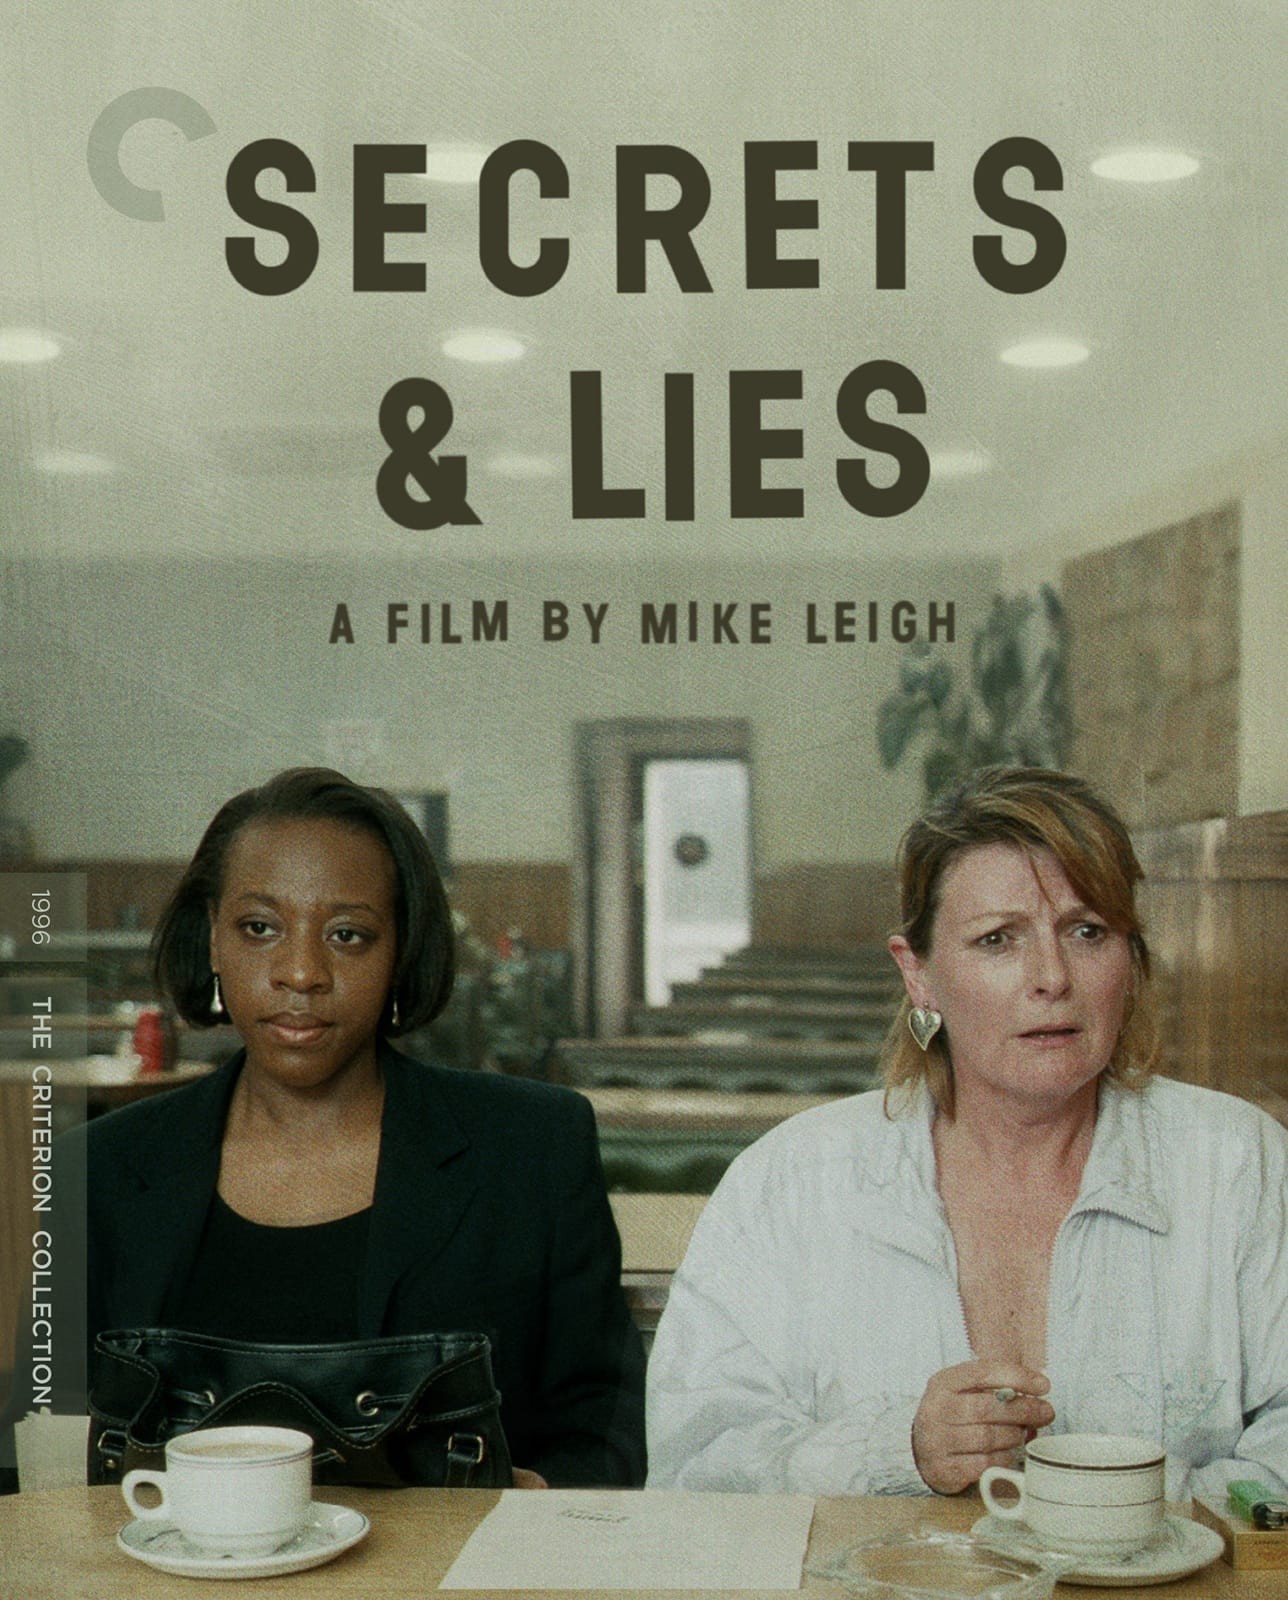 SECRETS
& LIES
A FILM BY MIKE LEIGH
1996
THE CRITERION COLLECTION